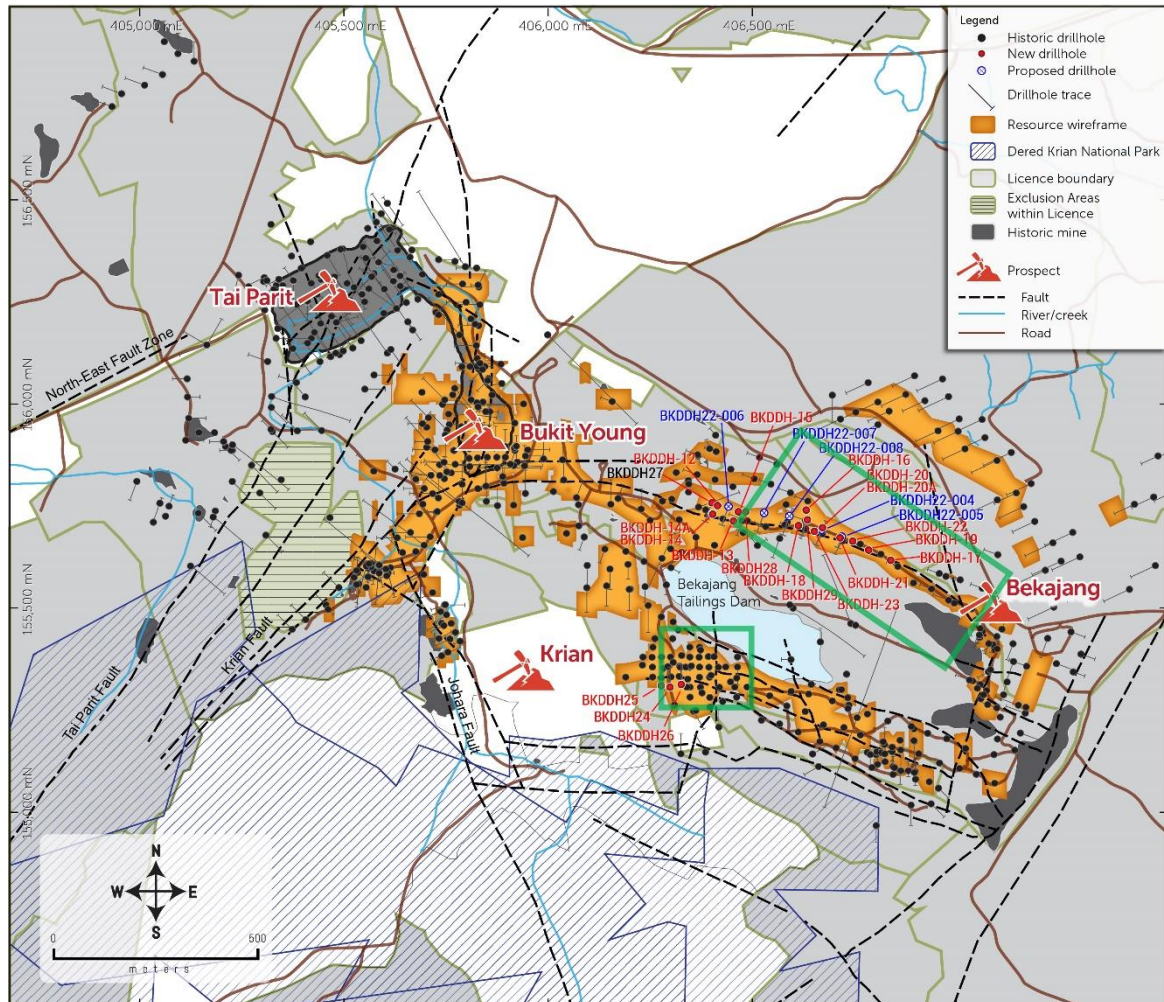 405,000 mE
405,500 mE
406,000 mE
406,500 mE
156,500 mN
156,000 mN
155,500 mN
155,000 mN
Legend
Historic drillhole
New drillhole
Proposed drillhole
Drillhole trace
Resource wireframe
Dered Krian National Park
Licence boundary
Exclusion Areas
within Licence
Historic mine
Prospect
Fault
River/creek
Road
Tai Parit
North-East Fault Zone
Bukit Young
BKDDH22-006
BKDDH-15
BKDDH22-007
BKDDH22-008
BKDDH-12
BKDDH-16
BKDDH27
BKDDH-20
BKDDH-20A
BKDDH22-004
BKDDH22-005
BKDDH-14A
BKDDH-22
BKDDH-14
BKDDH-19
BKDDH-13
BKDDH-17
BKDDH28
BKDDH-18
BKDDH-21
BKDDH29
BKDDH-23
Bekajang
Tailings Dam
Bekajang
Krian
Krian Fault
Tai Parit Fault
Johara Fault
BKDDH25
BKDDH24
BKDDH26
N
W
E
S
0
500
meters